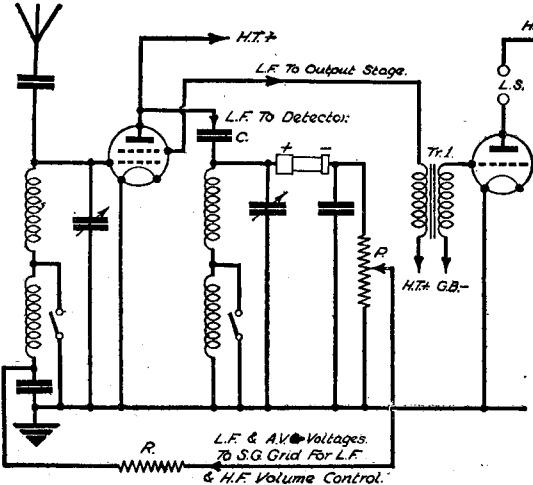 H.T.+
H.
L.F. To Output Stage.
L.S.
L.F. To Detector.
C.
+ −
Tr.1.
R.
H.T.+ G.B.−
L.F. & A.V. Voltages.
R.
To S.G. Grid For L.F.
& H.F. Volume Control.